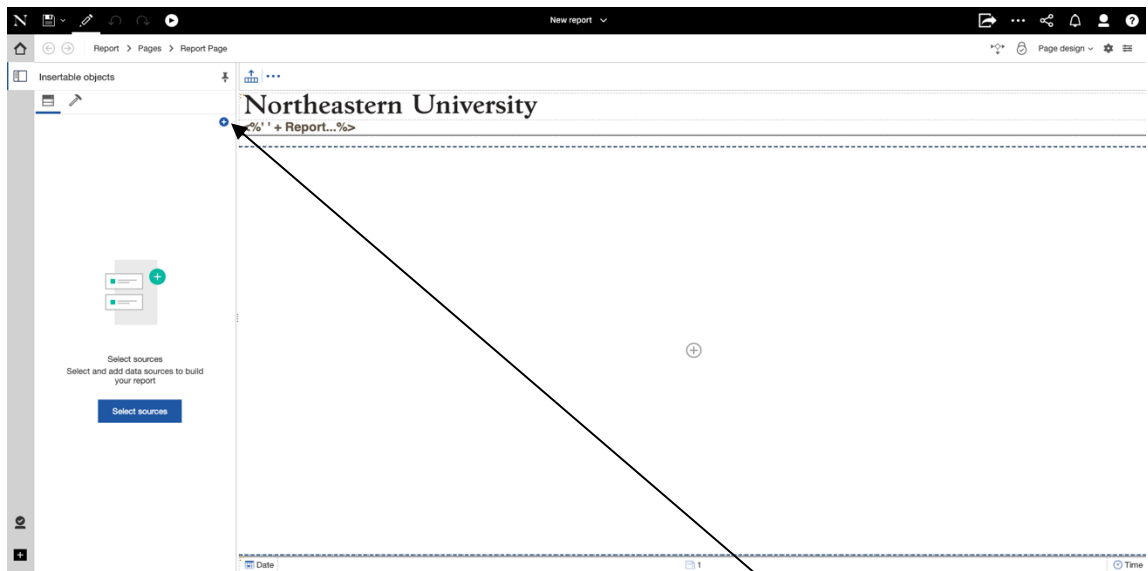 N New report
Report > Pages > Report Page Page design
Insertable objects
Northeastern University
<%' ' + Report...%>
Select sources
Select and add data sources to build
your report
Select sources
Date 1 Time